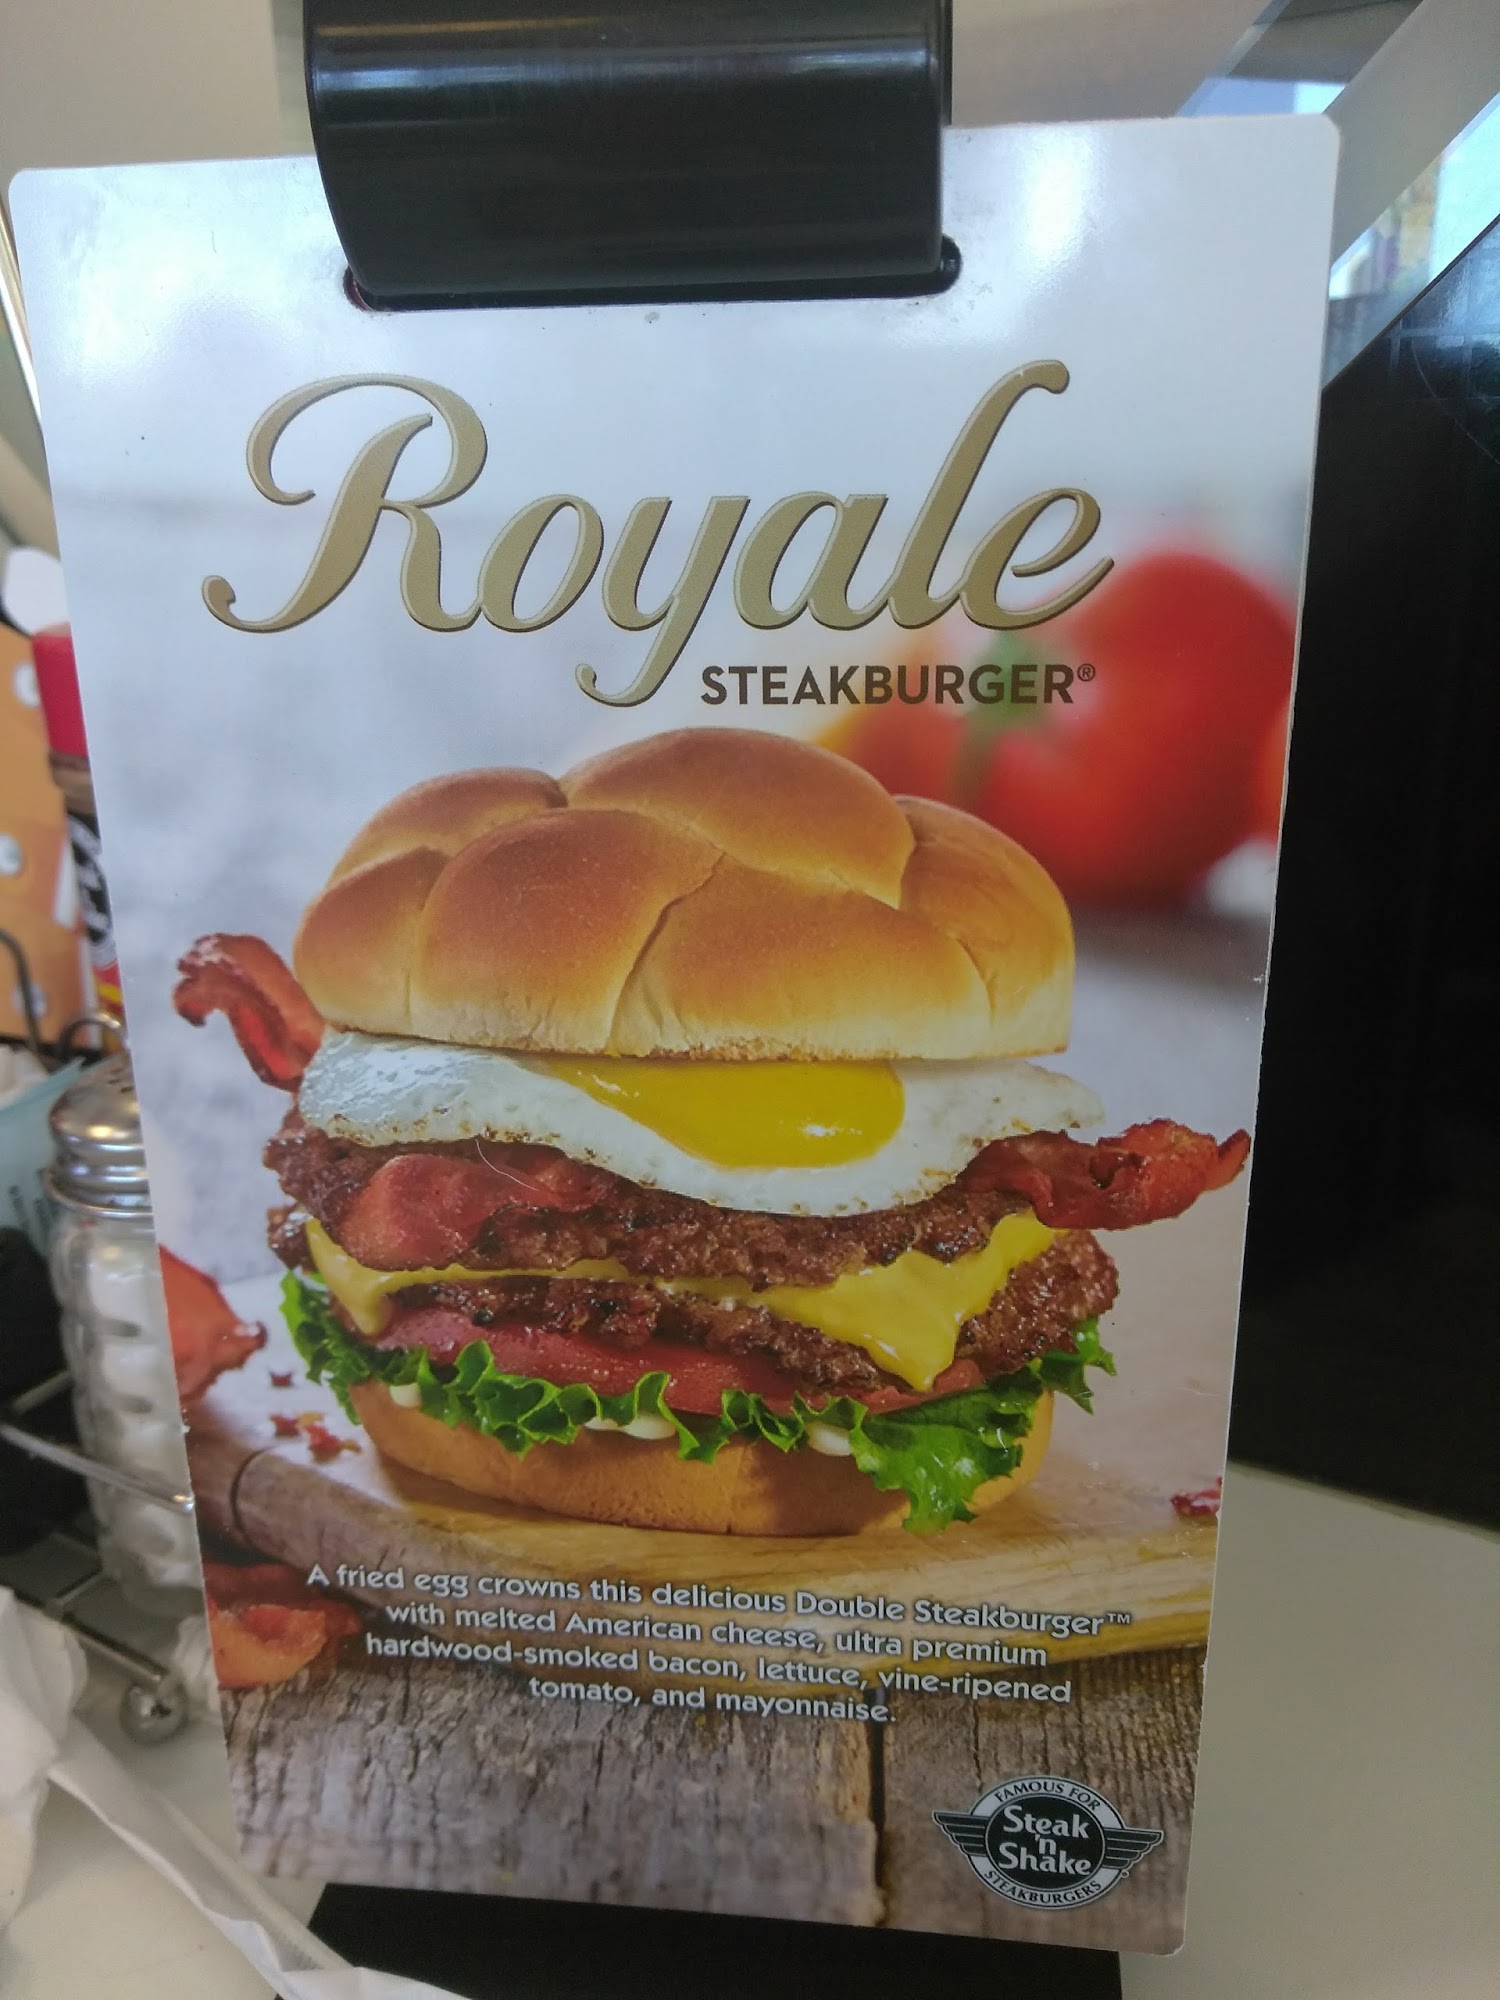 Royale
STEAKBURGER®
A fried egg crowns this delicious Double Steakburger™
with melted American cheese, ultra premium
hardwood-smoked bacon, lettuce, vine-ripened
tomato, and mayonnaise.
FAMOUS FOR
Steak
'n
Shake
STEAKBURGERS